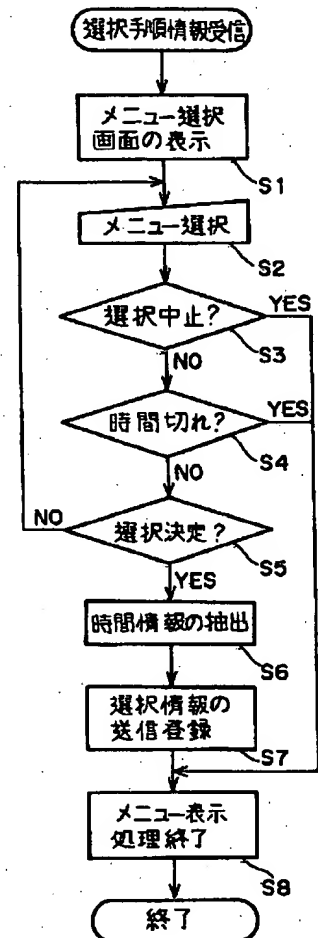 選択手順情報受信
メニュー選択
画面の表示
S1
メニュー選択
S2
選択中止?
YES
S3
NO
時間切れ?
YES
S4
NO
選択決定?
NO
S5
YES
時間情報の抽出
S6
選択情報の
送信登録
S7
メニュー表示
処理終了
S8
終了